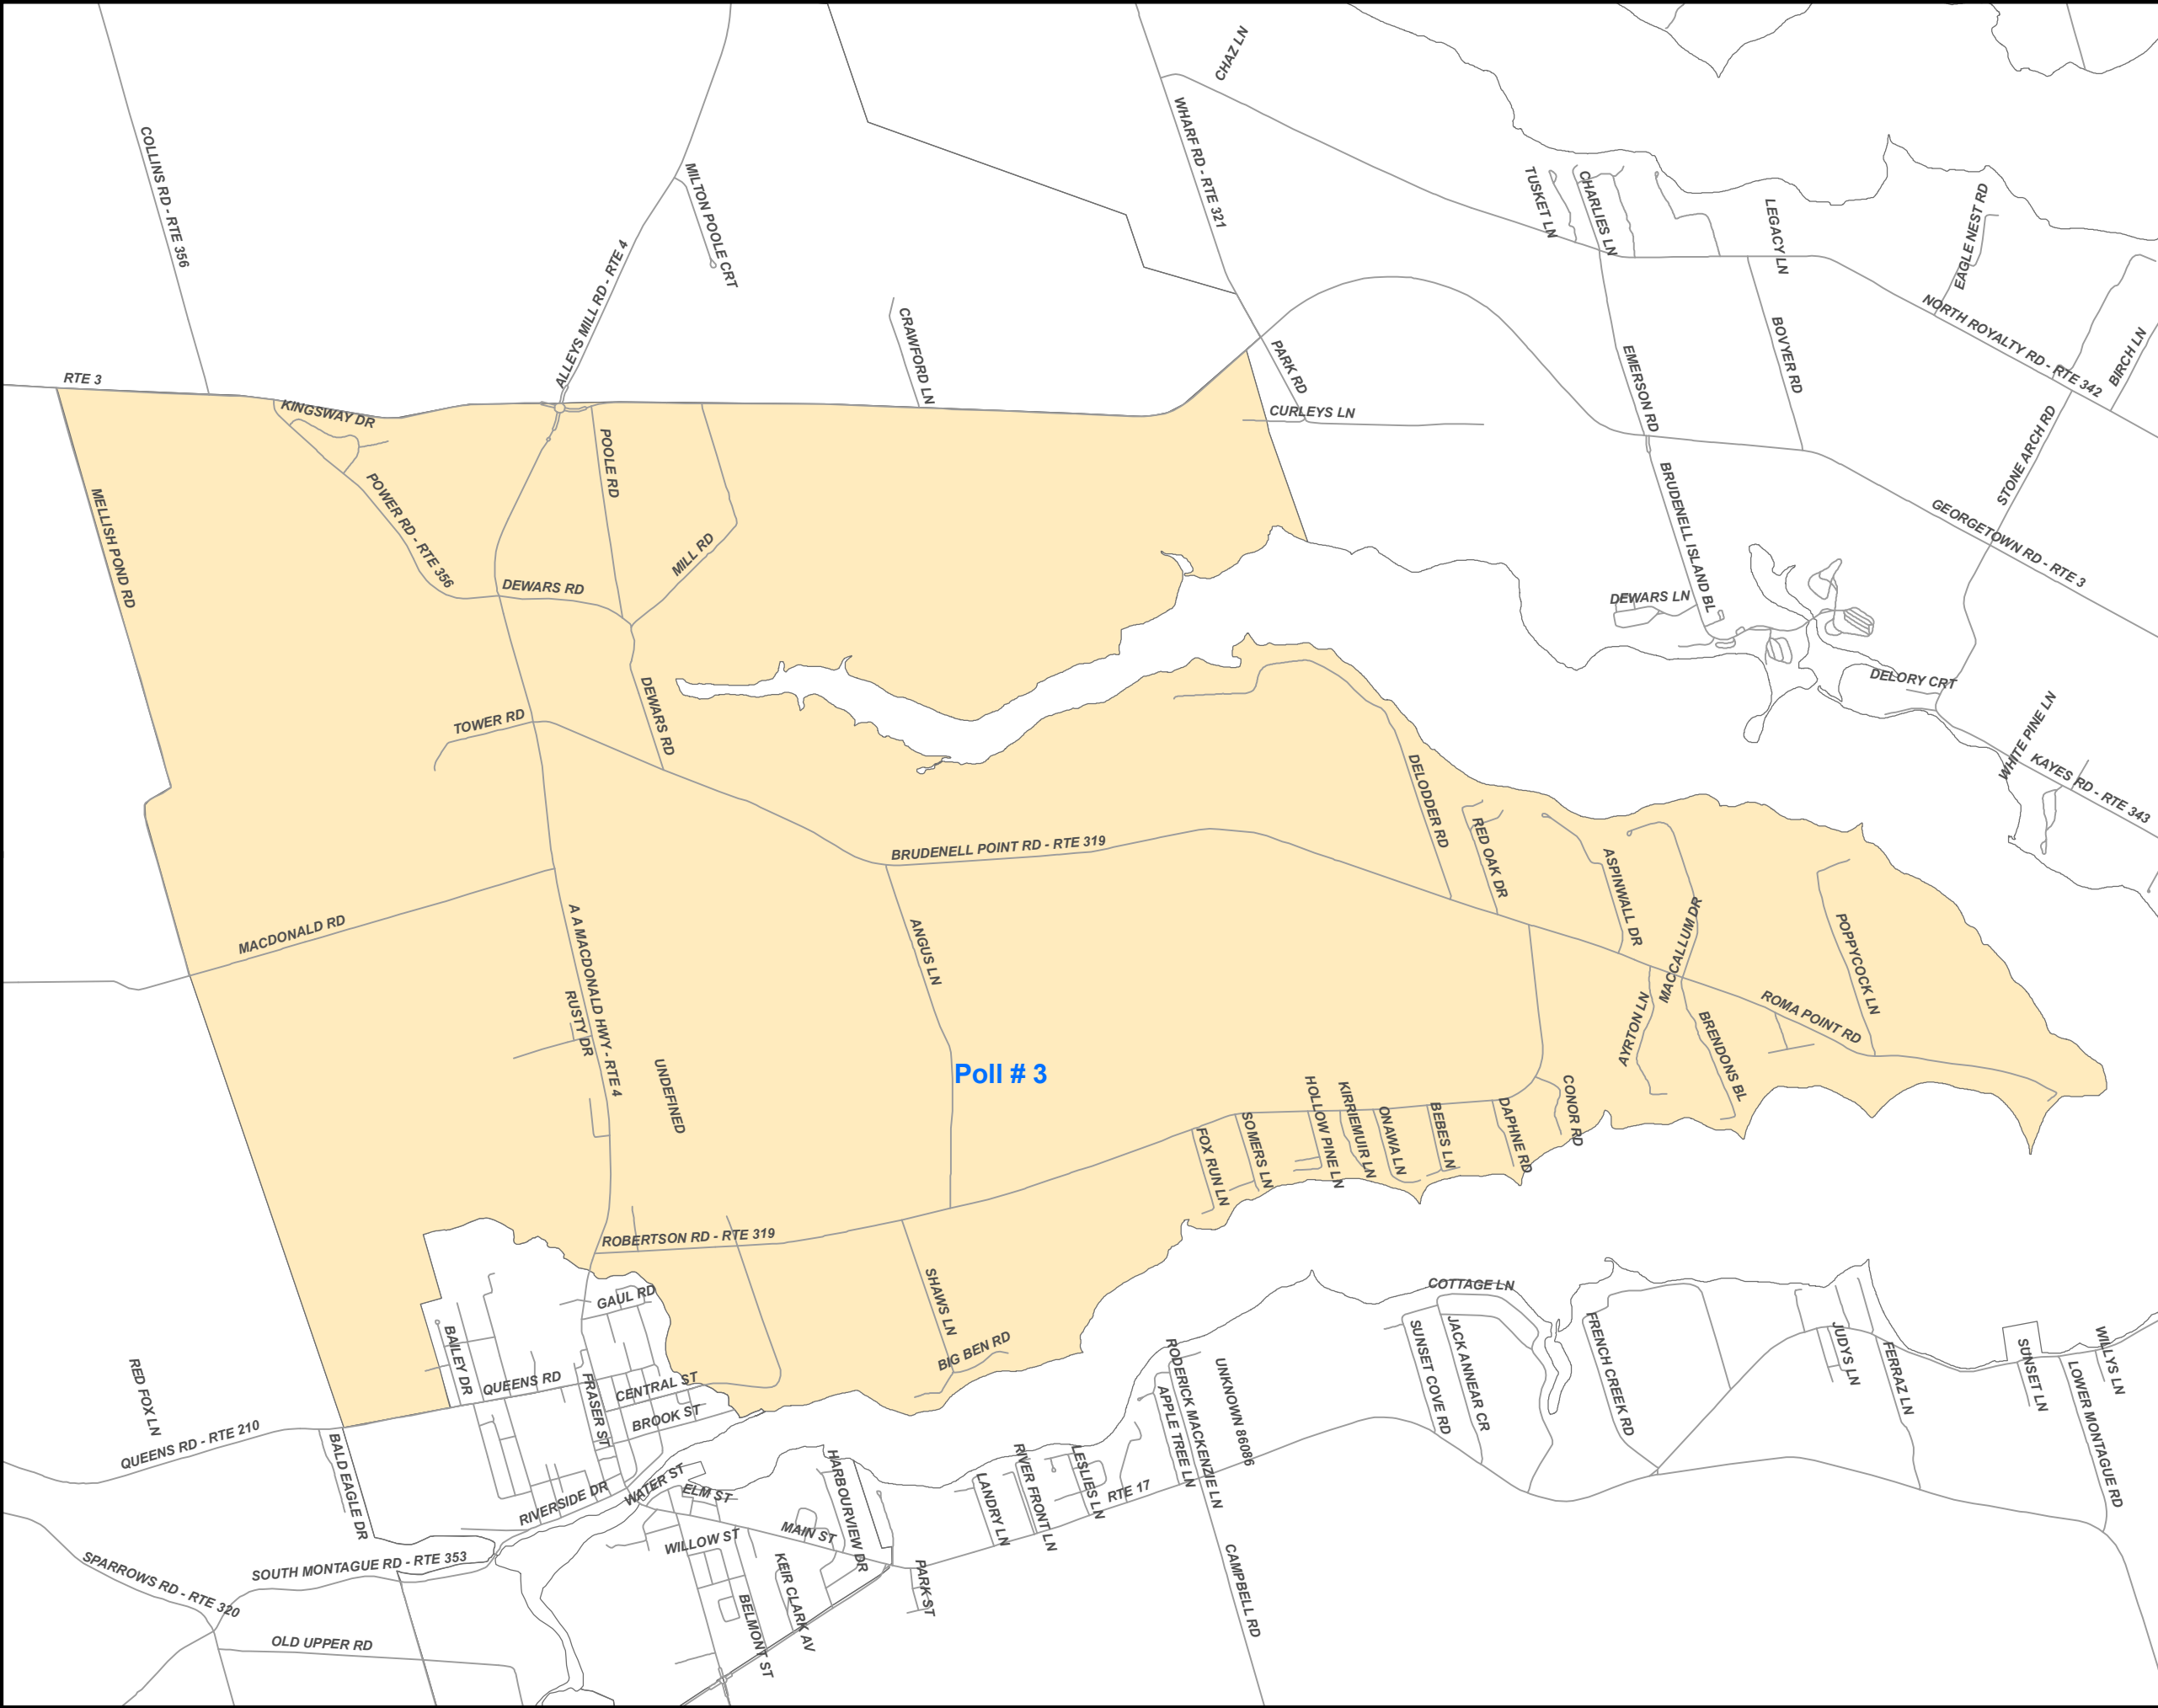 CHAZ LN
COLLINS RD - RTE 356
WHARF RD - RTE 321
MILTON POOLE CRT
TUSKET LN
CHARLIES LN
LEGACY LN
EAGLE NEST RD
ALLEYS MILL RD - RTE 4
CRAWFORD LN
NORTH ROYALTY RD - RTE 342
BIRCH LN
PARK RD
EMERSON RD
BOVYER RD
RTE 3
KINGSWAY DR
CURLEYS LN
POOLE RD
STONE ARCH RD
MELLISH POND RD
POWER RD - RTE 356
BRUDENELL ISLAND BL
GEORGETOWN RD - RTE 3
MILL RD
DEWARS RD
DEWARS LN
DELORY CRT
DEWARS RD
TOWER RD
WHITE PINE LN
KAYES RD - RTE 343
DELODDER RD
BRUDENELL POINT RD - RTE 319
RED OAK DR
ASPINWALL DR
MACDONALD RD
A A MACDONALD HWY - RTE 4
ANGUS LN
MACCALLUM DR
POPPYCOCK LN
RUSTY DR
AYRTON LN
ROMA POINT RD
BRENDONS BL
UNDEFINED
Poll # 3
HOLLOW PINE LN
KIRRIEMUIR LN
ONAWA LN
BEBES LN
DAPHNE RD
CONOR RD
FOX RUN LN
SOMERS LN
ROBERTSON RD - RTE 319
SHAWS LN
GAUL RD
COTTAGE LN
BIG BEN RD
BAILEY DR
QUEENS RD
CENTRAL ST
FRASER ST
BROOK ST
RED FOX LN
QUEENS RD - RTE 210
BALD EAGLE DR
RODERICK MACKENZIE LN
APPLE TREE LN
UNKNOWN 86086
SUNSET COVE RD
JACK ANNEAR CR
FRENCH CREEK RD
JUDYS LN
FERRAZ LN
SUNSET LN
WILLYS LN
LOWER MONTAGUE RD
RIVERSIDE DR
WATER ST
ELM ST
HARBOURVIEW DR
LANDRY LN
RIVER FRONT LN
LESLIES LN
RTE 17
MAIN ST
WILLOW ST
SPARROWS RD - RTE 320
SOUTH MONTAGUE RD - RTE 353
KEIR CLARK AV
PARK ST
CAMPBELL RD
BELMONT ST
OLD UPPER RD